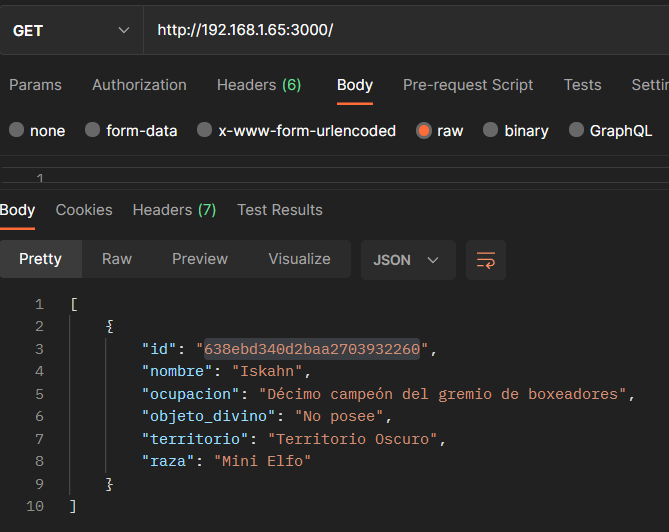 GET http://192.168.1.65:3000/
Params Authorization Headers (6) Body Pre-request Script Tests
none form-data x-www-form-urlencoded raw binary GraphQL
1
Body Cookies Headers (7) Test Results
Pretty Raw Preview Visualize JSON
1 [
2 {
3 "id": "638ebd340d2baa2703932260",
4 "nombre": "Iskahn",
5 "ocupacion": "Décimo campeón del gremio de boxeadores",
6 "objeto_divino": "No posee",
7 "territorio": "Territorio Oscuro",
8 "raza": "Mini Elfo"
9 }
10 ]